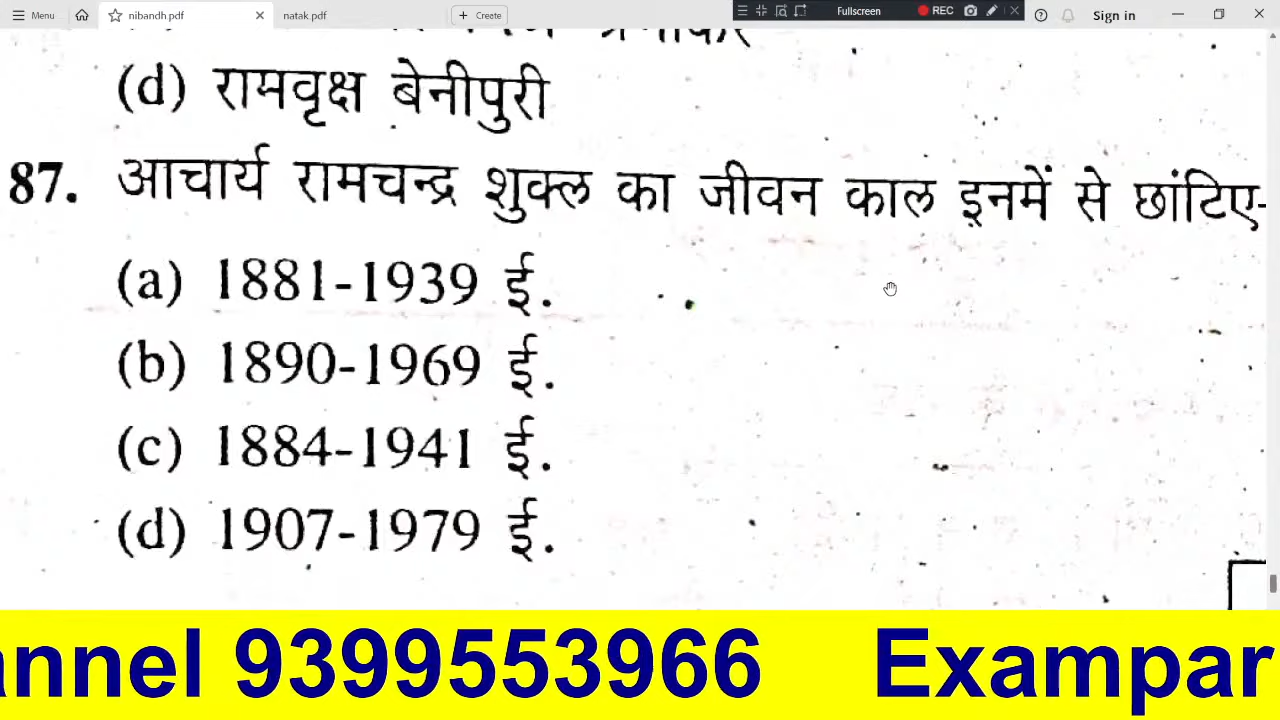 Menu nibandh.pdf natak.pdf + Create Fullscreen REC Sign in
(d) रामवृक्ष बेनीपुरी
87. आचार्य रामचन्द्र शुक्ल का जीवन काल इनमें से छांटिए-
(a) 1881-1939 ई.
(b) 1890-1969 ई.
(c) 1884-1941 ई.
(d) 1907-1979 ई.
annel 9399553966 Exampar